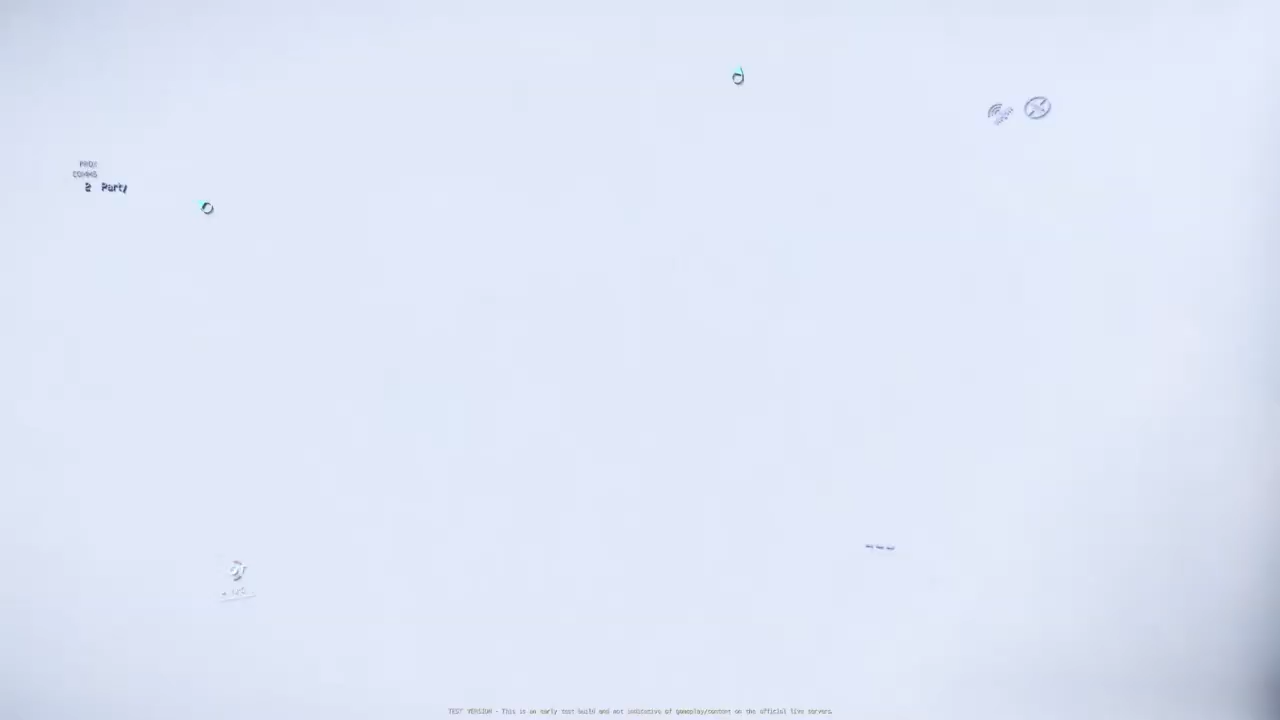 PROX
COMMS
2 Party
TEST VERSION - This is an early test build and not indicative of gameplay/content on the official live servers.